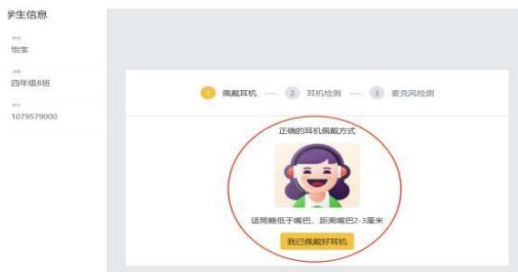 学生信息
怡宝
四年级6班
1079579000
1 佩戴耳机 2 耳机检测 3 麦克风检测
正确的耳机佩戴方式
话筒略低于嘴巴，距离嘴巴2-3厘米
我已佩戴好耳机